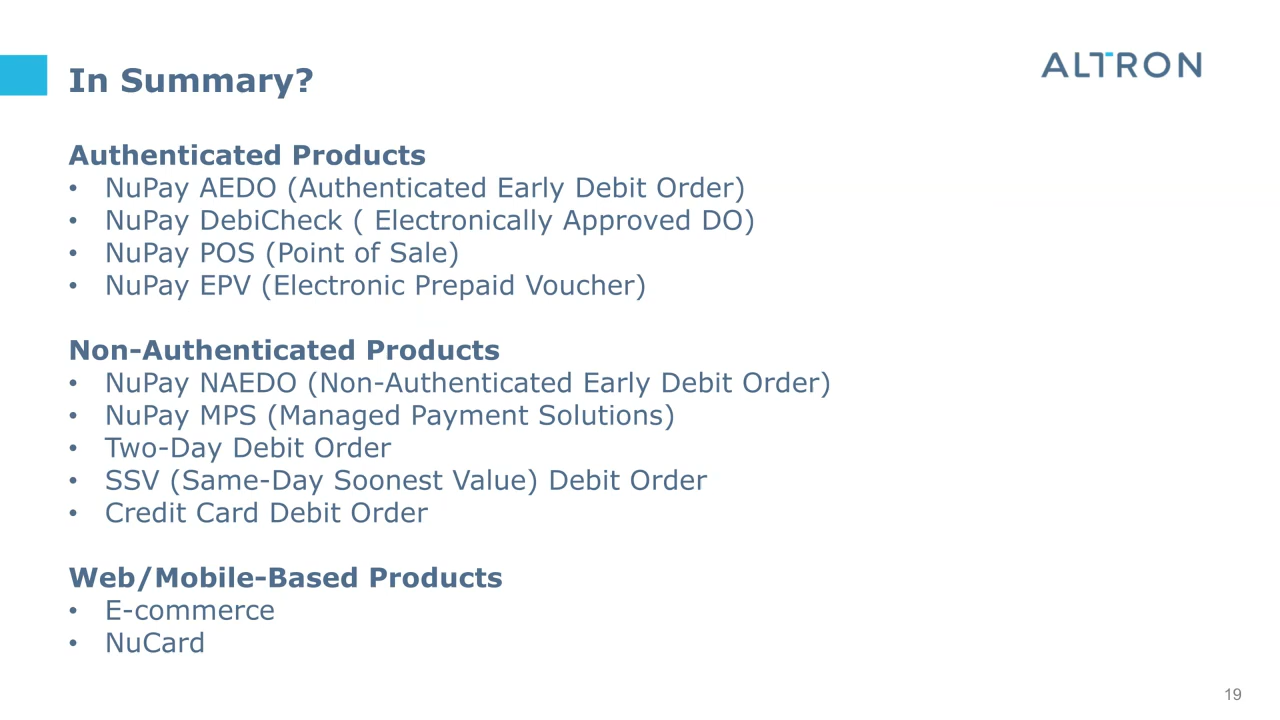 In Summary?
ALTRON
Authenticated Products
• NuPay AEDO (Authenticated Early Debit Order)
• NuPay DebiCheck ( Electronically Approved DO)
• NuPay POS (Point of Sale)
• NuPay EPV (Electronic Prepaid Voucher)
Non-Authenticated Products
• NuPay NAEDO (Non-Authenticated Early Debit Order)
• NuPay MPS (Managed Payment Solutions)
• Two-Day Debit Order
• SSV (Same-Day Soonest Value) Debit Order
• Credit Card Debit Order
Web/Mobile-Based Products
• E-commerce
• NuCard
19